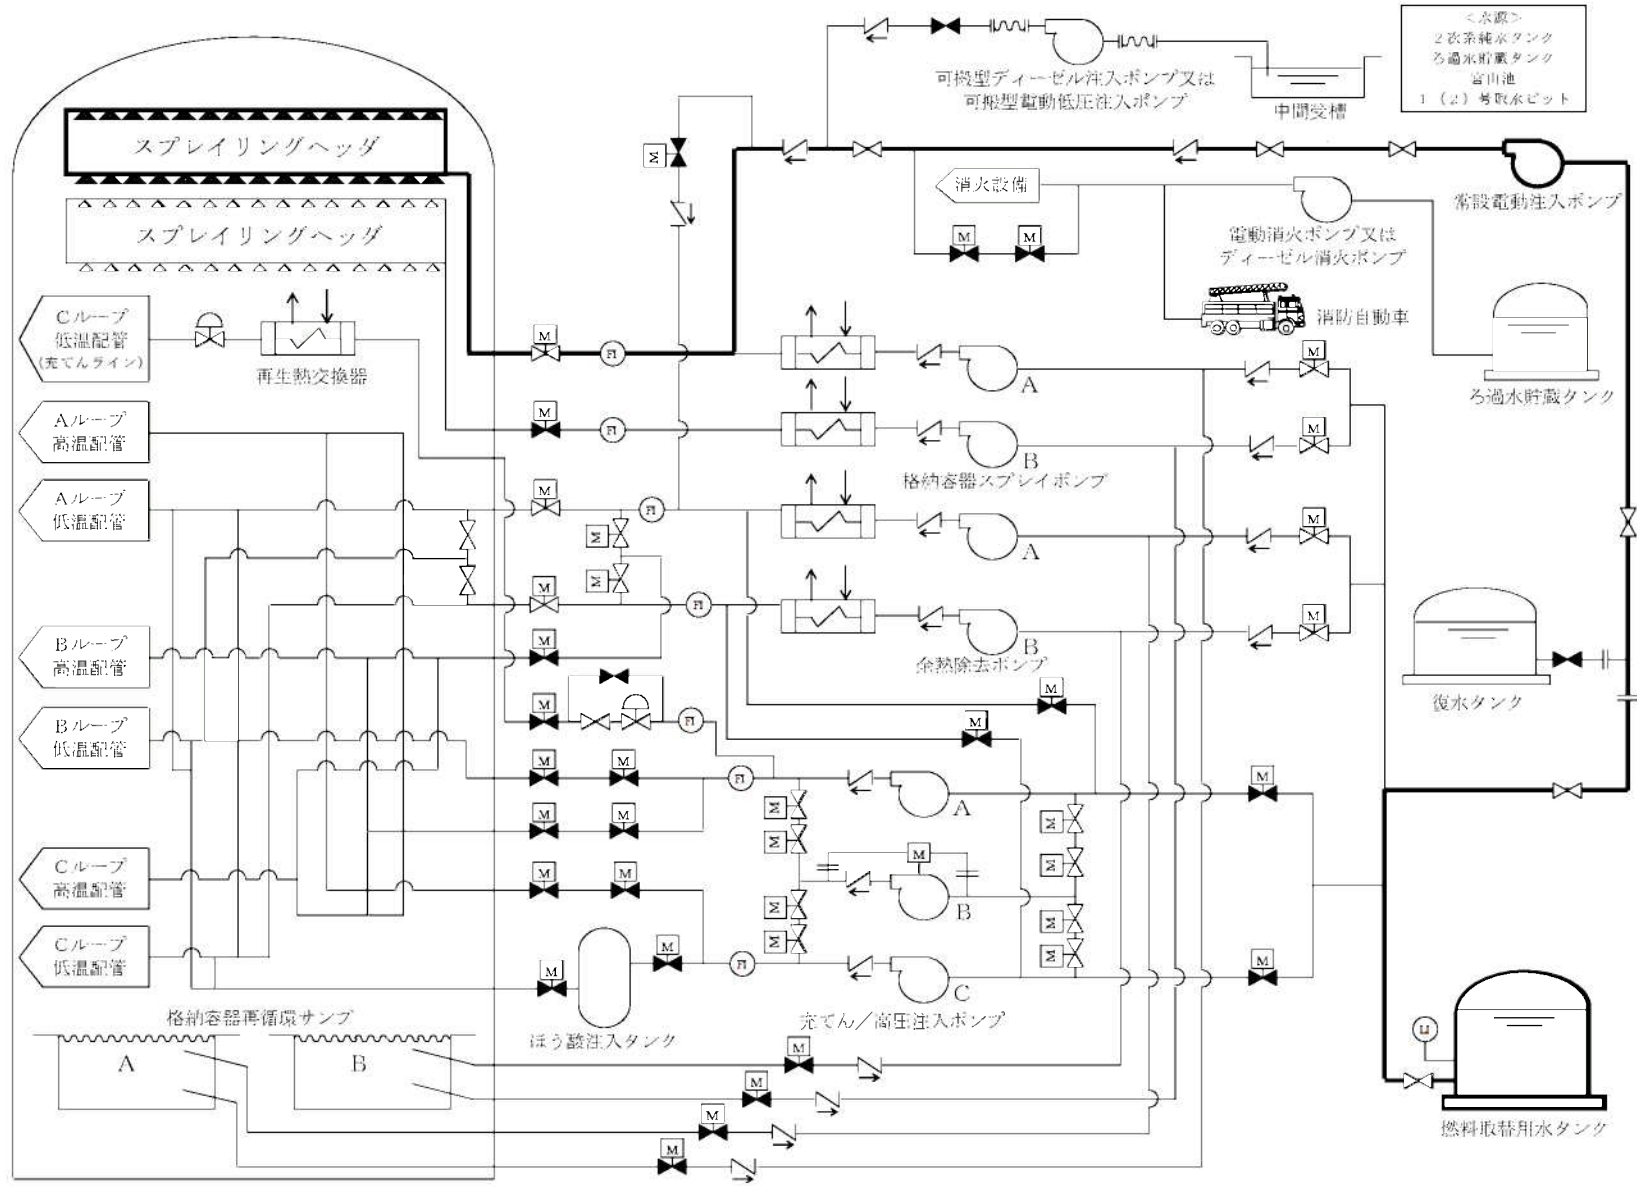 <水源>
2次系純水タンク
ろ過水貯蔵タンク
宮山池
1(2)号取水ピット
可搬型ディーゼル注入ポンプ又は
可搬型電動低圧注入ポンプ
中間受槽
スプレイリングヘッダ
M
消火設備
常設電動注入ポンプ
スプレイリングヘッダ
M
M
電動消火ポンプ又は
ディーゼル消火ポンプ
消防自動車
ろ過水貯蔵タンク
Cループ
低温配管
(充てんライン)
再生熱交換器
M
FI
A
M
Aループ
高温配管
M
FI
B
M
格納容器スプレイポンプ
Aループ
低温配管
M
FI
M
A
M
M
M
FI
B
M
余熱除去ポンプ
Bループ
高温配管
M
M
復水タンク
Bループ
低温配管
M
FI
M
M
M
FI
A
M
M
M
M
M
M
M
M
B
Cループ
高温配管
M
M
M
M
M
M
Cループ
低温配管
M
M
FI
C
M
充てん/高圧注入ポンプ
ほう酸注入タンク
格納容器再循環サンプ
A
B
M
M
M
M
LI
燃料取替用水タンク